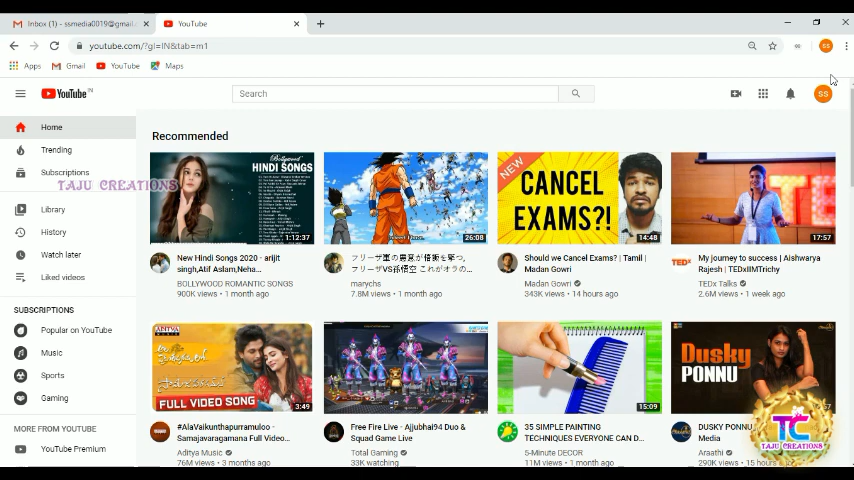 Inbox (1) - ssmedia0019@gmail.c
YouTube
youtube.com/?gl=IN&tab=m1
SS
Apps
Gmail
YouTube
Maps
YouTube IN
Search
SS
Home
Trending
Subscriptions
TAJU CREATIONS
Library
History
Watch later
Liked videos
SUBSCRIPTIONS
Popular on YouTube
Music
Sports
Gaming
MORE FROM YOUTUBE
YouTube Premium
Recommended
Bollywood
HINDI SONGS
1:12:37
New Hindi Songs 2020 - arijit
singh,Atif Aslam,Neha...
BOLLYWOOD ROMANTIC SONGS
900K views • 1 month ago
26:08
フリーザ軍の悪意が悟飯を撃つ,
フリーザVS孫悟空 これがオラの...
marychs
7.8M views • 1 month ago
NEW
CANCEL
EXAMS?!
14:48
Should we Cancel Exams? | Tamil |
Madan Gowri
Madan Gowri
343K views • 14 hours ago
17:57
TEDx
My journey to success | Aishwarya
Rajesh | TEDxIIMTrichy
TEDx Talks
2.6M views • 1 week ago
ADITYA
MUSIC
FULL VIDEO SONG
3:49
#AlaVaikunthapurramuloo -
Samajavaragamana Full Video...
Aditya Music
76M views • 3 months ago
Free Fire Live - Ajjubhai94 Duo &
Squad Game Live
Total Gaming
33K watching
15:09
35 SIMPLE PAINTING
TECHNIQUES EVERYONE CAN D...
5-Minute DECOR
11M views • 1 month ago
Dusky
PONNU
DUSKY PONNU
Media
Araathi
290K views • 15 hours
TC
TAJU CREATIONS